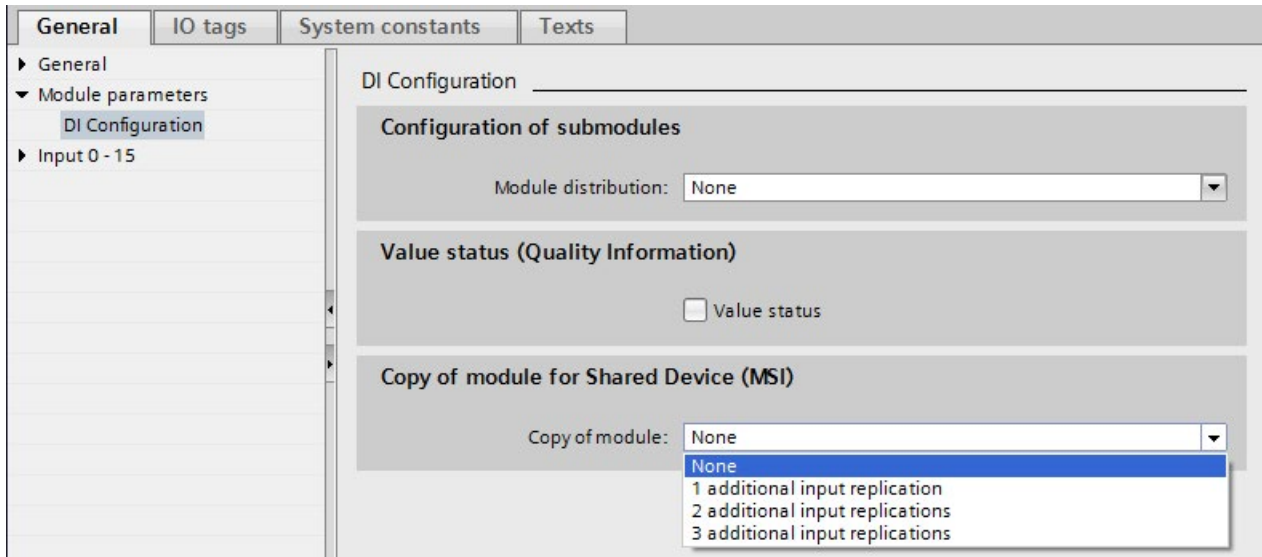 General IO tags System constants Texts
General
Module parameters
DI Configuration
Input 0 - 15
DI Configuration
Configuration of submodules
Module distribution: None
Value status (Quality Information)
Value status
Copy of module for Shared Device (MSI)
Copy of module: None
None
1 additional input replication
2 additional input replications
3 additional input replications